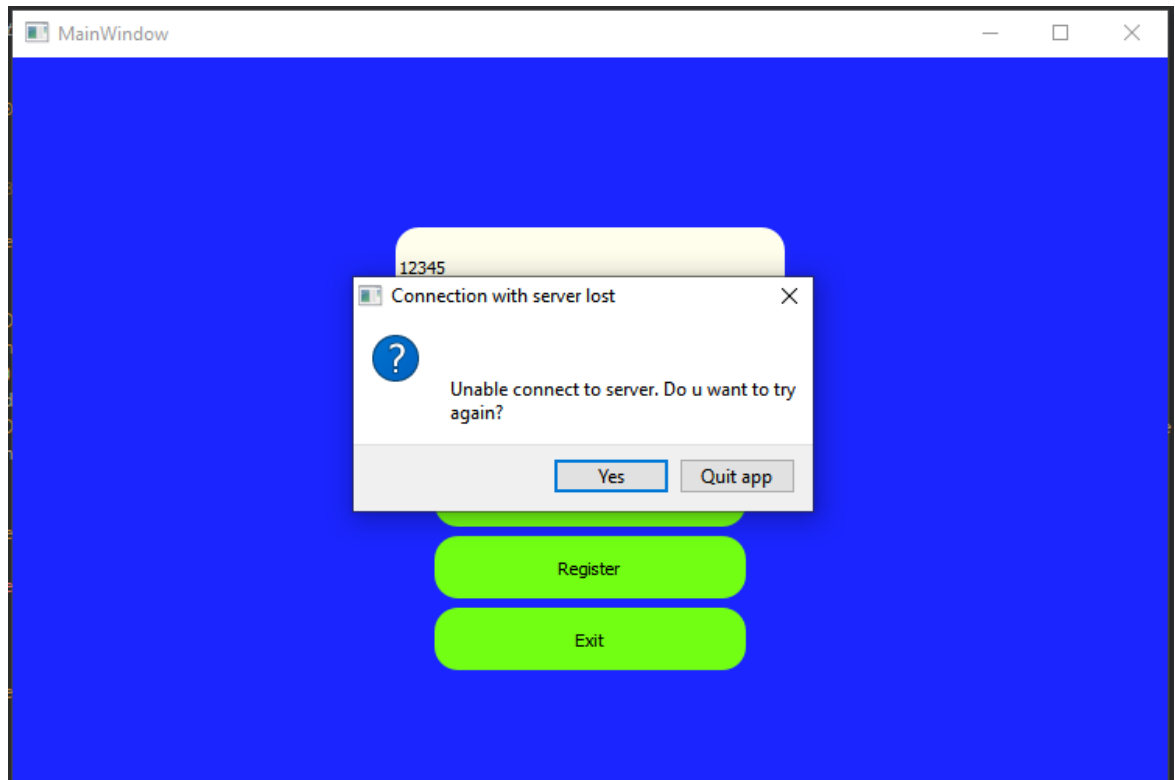 MainWindow
12345
Connection with server lost
Unable connect to server. Do u want to try
again?
Yes
Quit app
Register
Exit